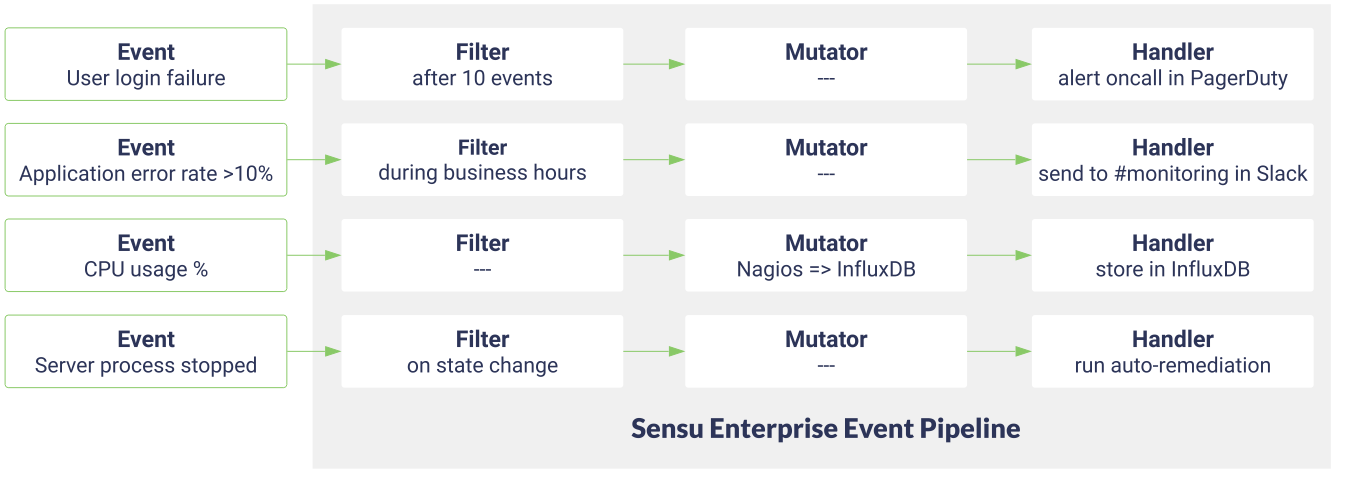 Event
User login failure
Filter
after 10 events
Mutator
---
Handler
alert oncall in PagerDuty
Event
Application error rate >10%
Filter
during business hours
Mutator
---
Handler
send to #monitoring in Slack
Event
CPU usage %
Filter
---
Mutator
Nagios => InfluxDB
Handler
store in InfluxDB
Event
Server process stopped
Filter
on state change
Mutator
---
Handler
run auto-remediation
Sensu Enterprise Event Pipeline